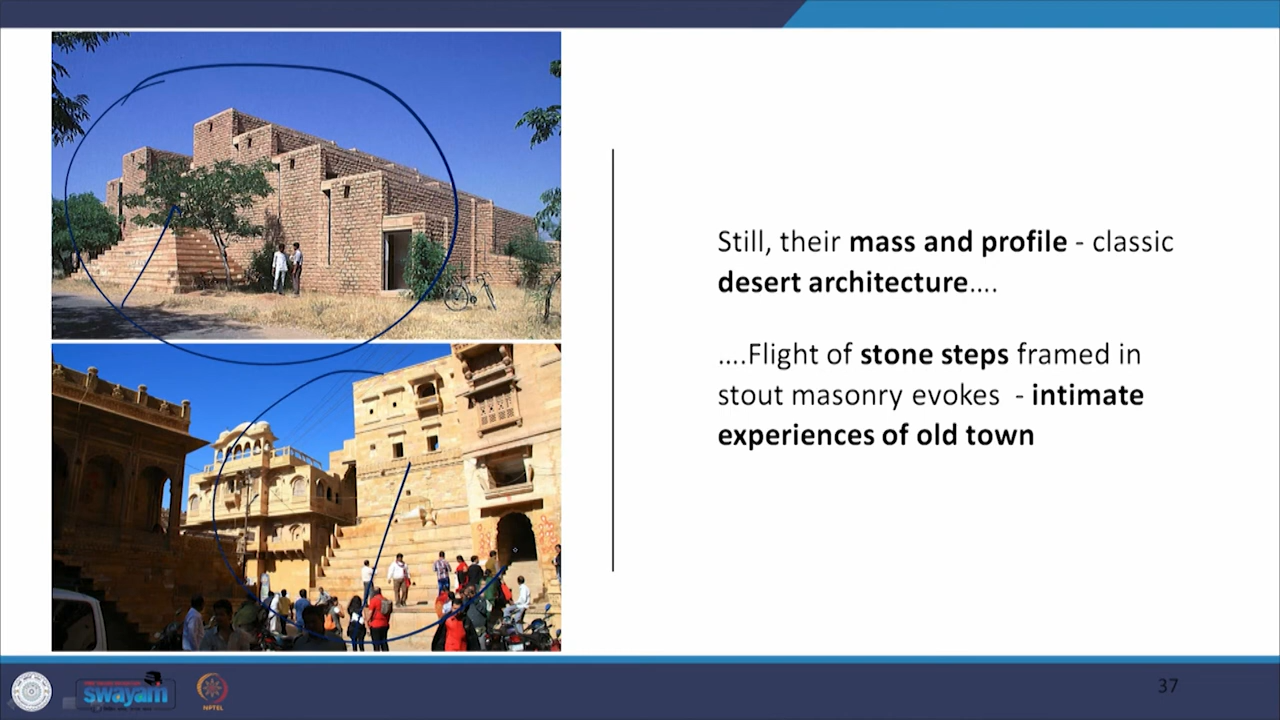 Still, their mass and profile - classic
desert architecture....
....Flight of stone steps framed in
stout masonry evokes - intimate
experiences of old town
swayam
NPTEL
37